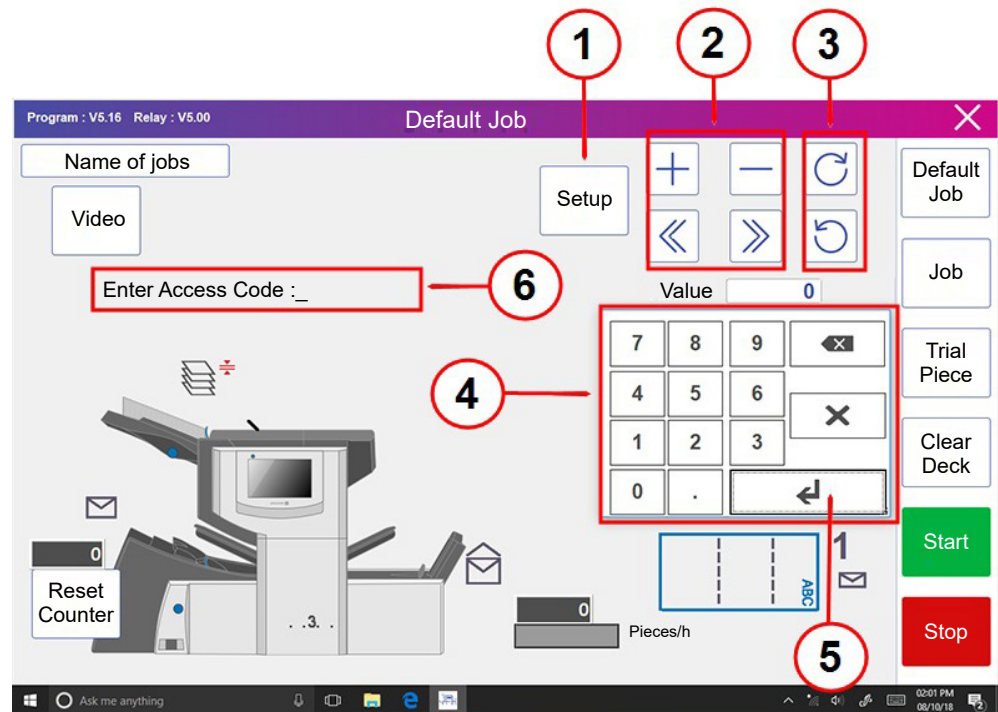 1
2
3
Program : V5.16 Relay : V5.00
Default Job
Name of jobs
Video
Setup
Default
Job
Enter Access Code :_
6
Value 0
Job
7 8 9
4 5 6
1 2 3
0 .
4
Trial
Piece
Clear
Deck
0
Reset
Counter
. .3. .
0
Pieces/h
ABC
1
5
Start
Stop
Ask me anything
02:01 PM
08/10/18
2